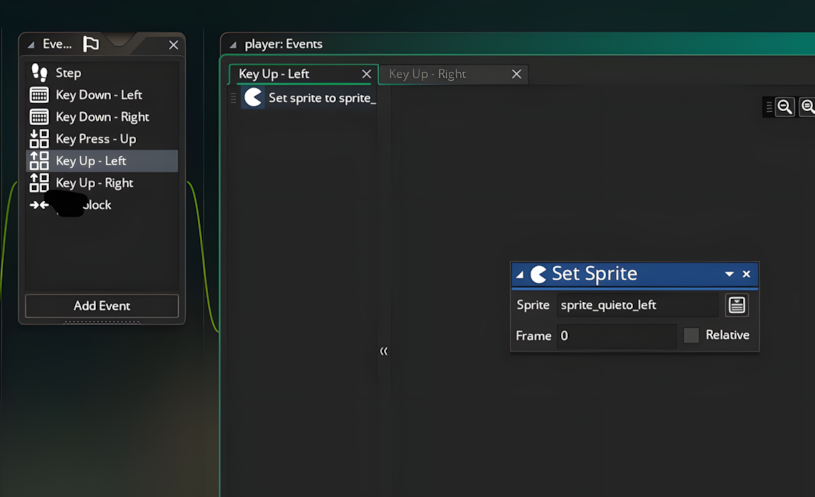 Eve...
Step
Key Down - Left
Key Down - Right
Key Press - Up
Key Up - Left
Key Up - Right
Add Event
player: Events
Key Up - Left
Key Up - Right
Set sprite to sprite_
Set Sprite
Sprite sprite_quieto_left
Frame 0 Relative